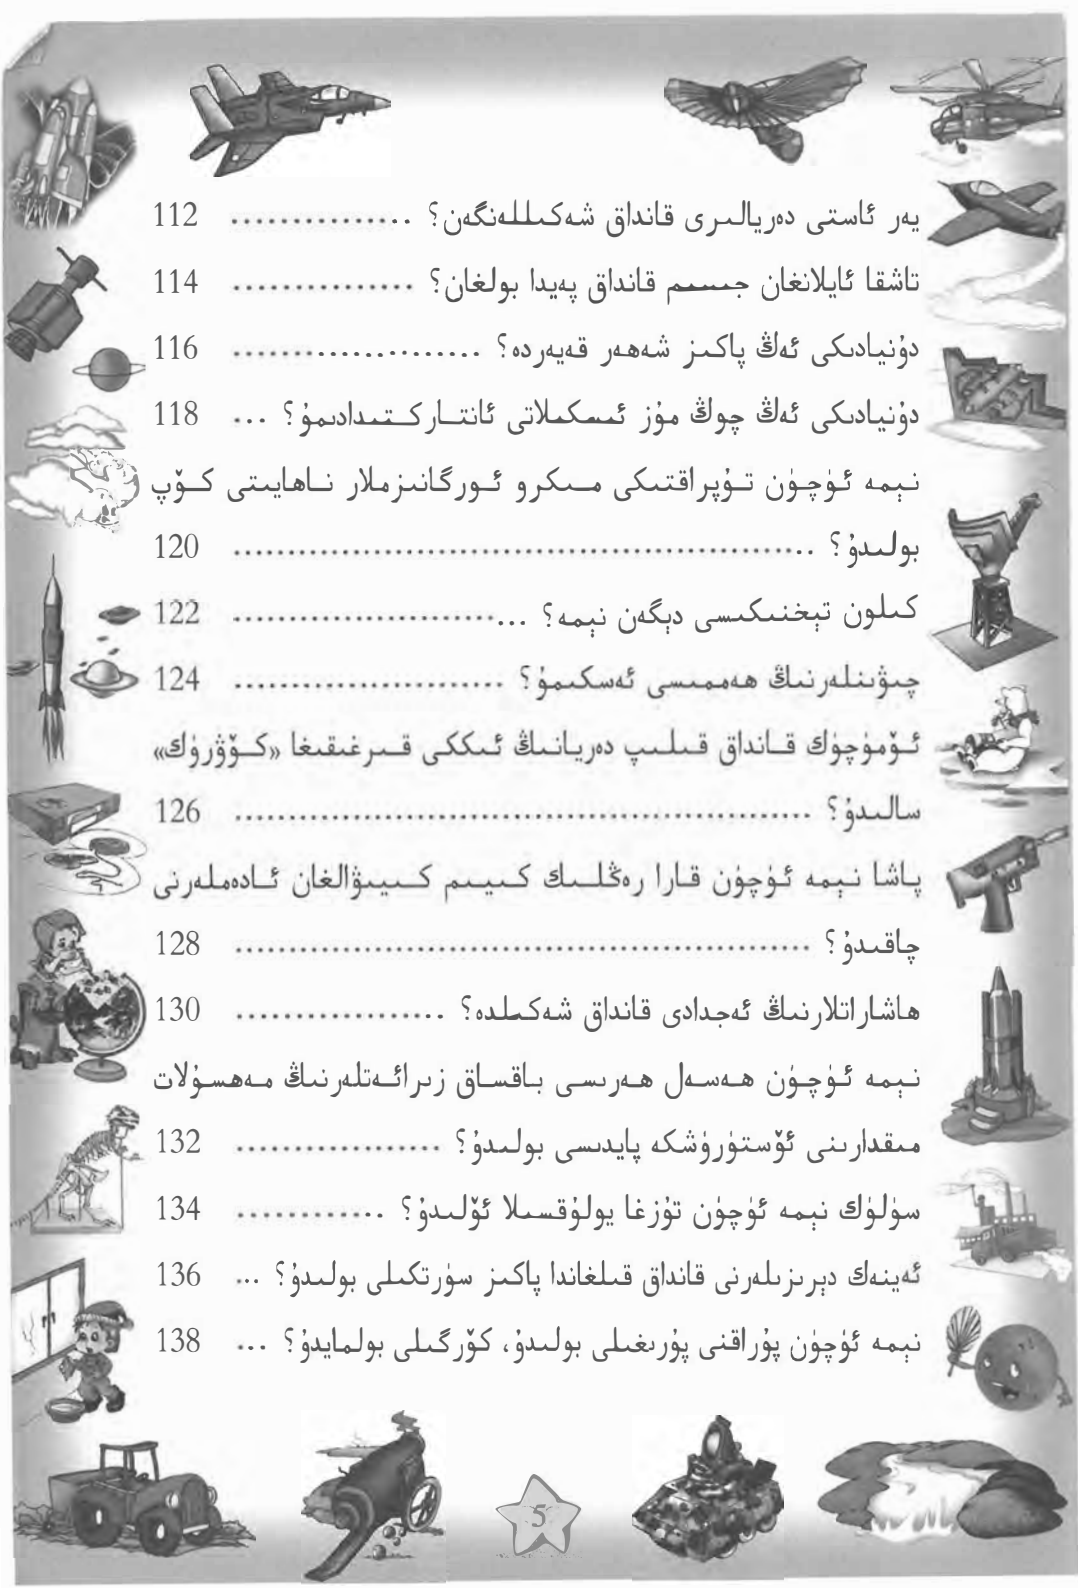 يەر ئاستى دەريالىرى قانداق شەكىللەنگەن؟ ................ 112
تاشقا ئايلانغان جىسىم قانداق پەيدا بولغان؟ ............... 114
دۇنيادىكى ئەڭ پاكىز شەھەر قەيەردە؟ .................... 116
دۇنيادىكى ئەڭ چوڭ مۇز ئىسكىلاتى ئانتاركتىدادىمۇ؟ ... 118
نېمە ئۈچۈن تۇپراقتىكى مىكرو ئورگانىزملار ناھايىتى كۆپ
بولىدۇ؟ ...................................................... 120
كىلون تېخنىكىسى دېگەن نېمە؟ ............................ 122
چىۋىنلەرنىڭ ھەممىسى ئەسكىمۇ؟ ......................... 124
ئۆمۈچۈك قانداق قىلىپ دەريانىڭ ئىككى قىرغىقىغا «كۆۋرۈك»
سالىدۇ؟ ...................................................... 126
پاشا نېمە ئۈچۈن قارا رەڭلىك كىيىم كىيىۋالغان ئادەملەرنى
چاقىدۇ؟ ...................................................... 128
ھاشاراتلارنىڭ ئەجدادى قانداق شەكىلدە؟ .................. 130
نېمە ئۈچۈن ھەسەل ھەرىسى باقساق زىرائەتلەرنىڭ مەھسۇلات
مىقدارىنى ئۆستۈرۈشكە پايدىسى بولىدۇ؟ ................... 132
سۈلۈك نېمە ئۈچۈن تۇزغا يولۇقسىلا ئۆلىدۇ؟ ............. 134
ئەينەك دېرىزىلەرنى قانداق قىلغاندا پاكىز سۈرتكىلى بولىدۇ؟ ... 136
نېمە ئۈچۈن پۇراقنى پۇرىغىلى بولىدۇ، كۆرگىلى بولمايدۇ؟ ... 138
5